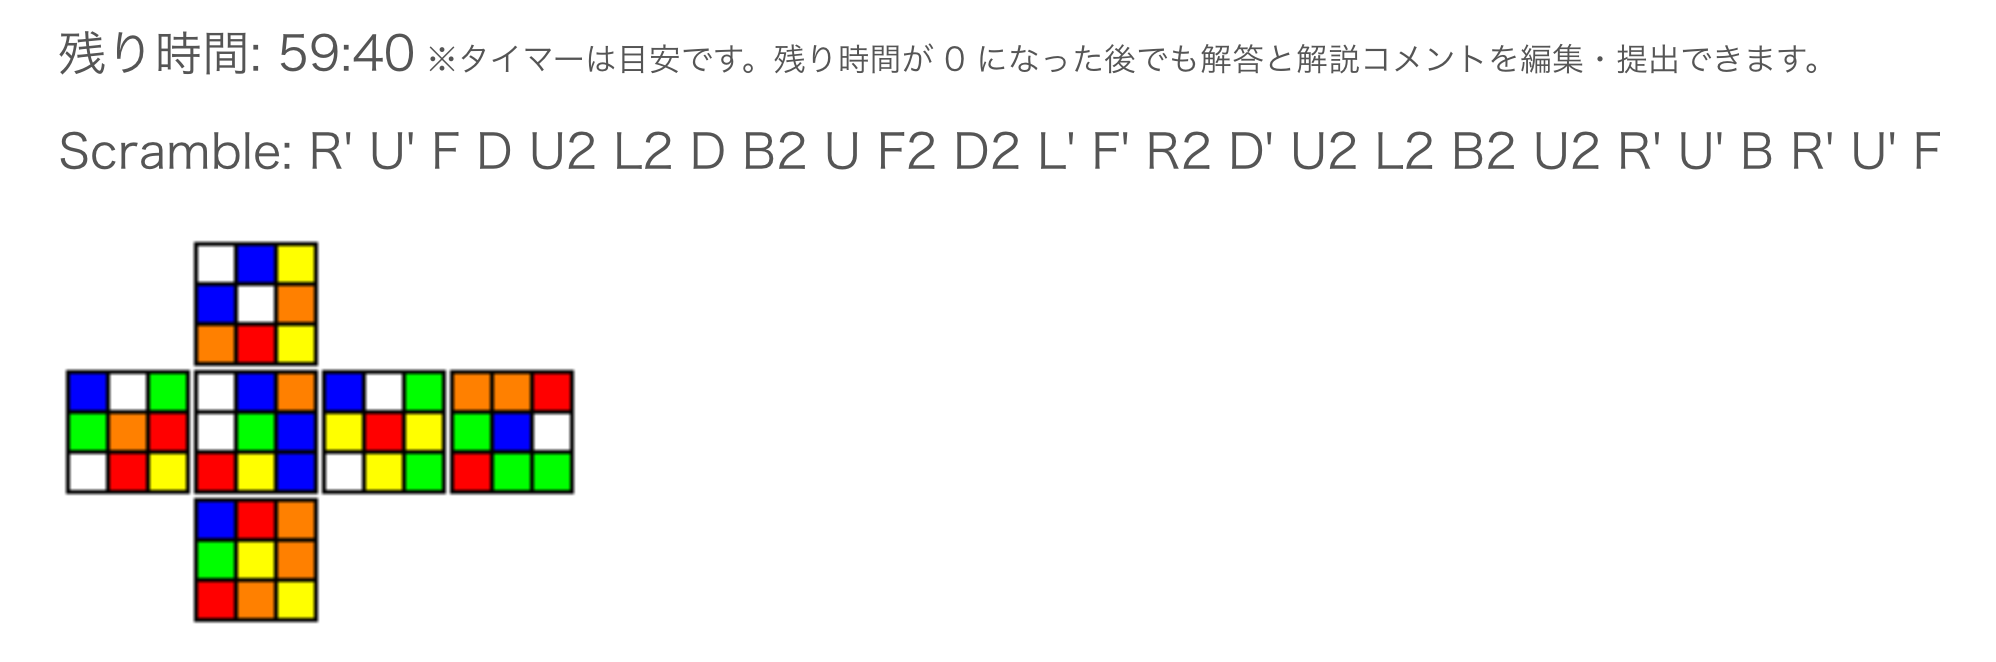 残り時間: 59:40 ※タイマーは目安です。残り時間が 0 になった後でも解答と解説コメントを編集・提出できます。
Scramble: R' U' F D U2 L2 D B2 U F2 D2 L' F' R2 D' U2 L2 B2 U2 R' U' B R' U' F